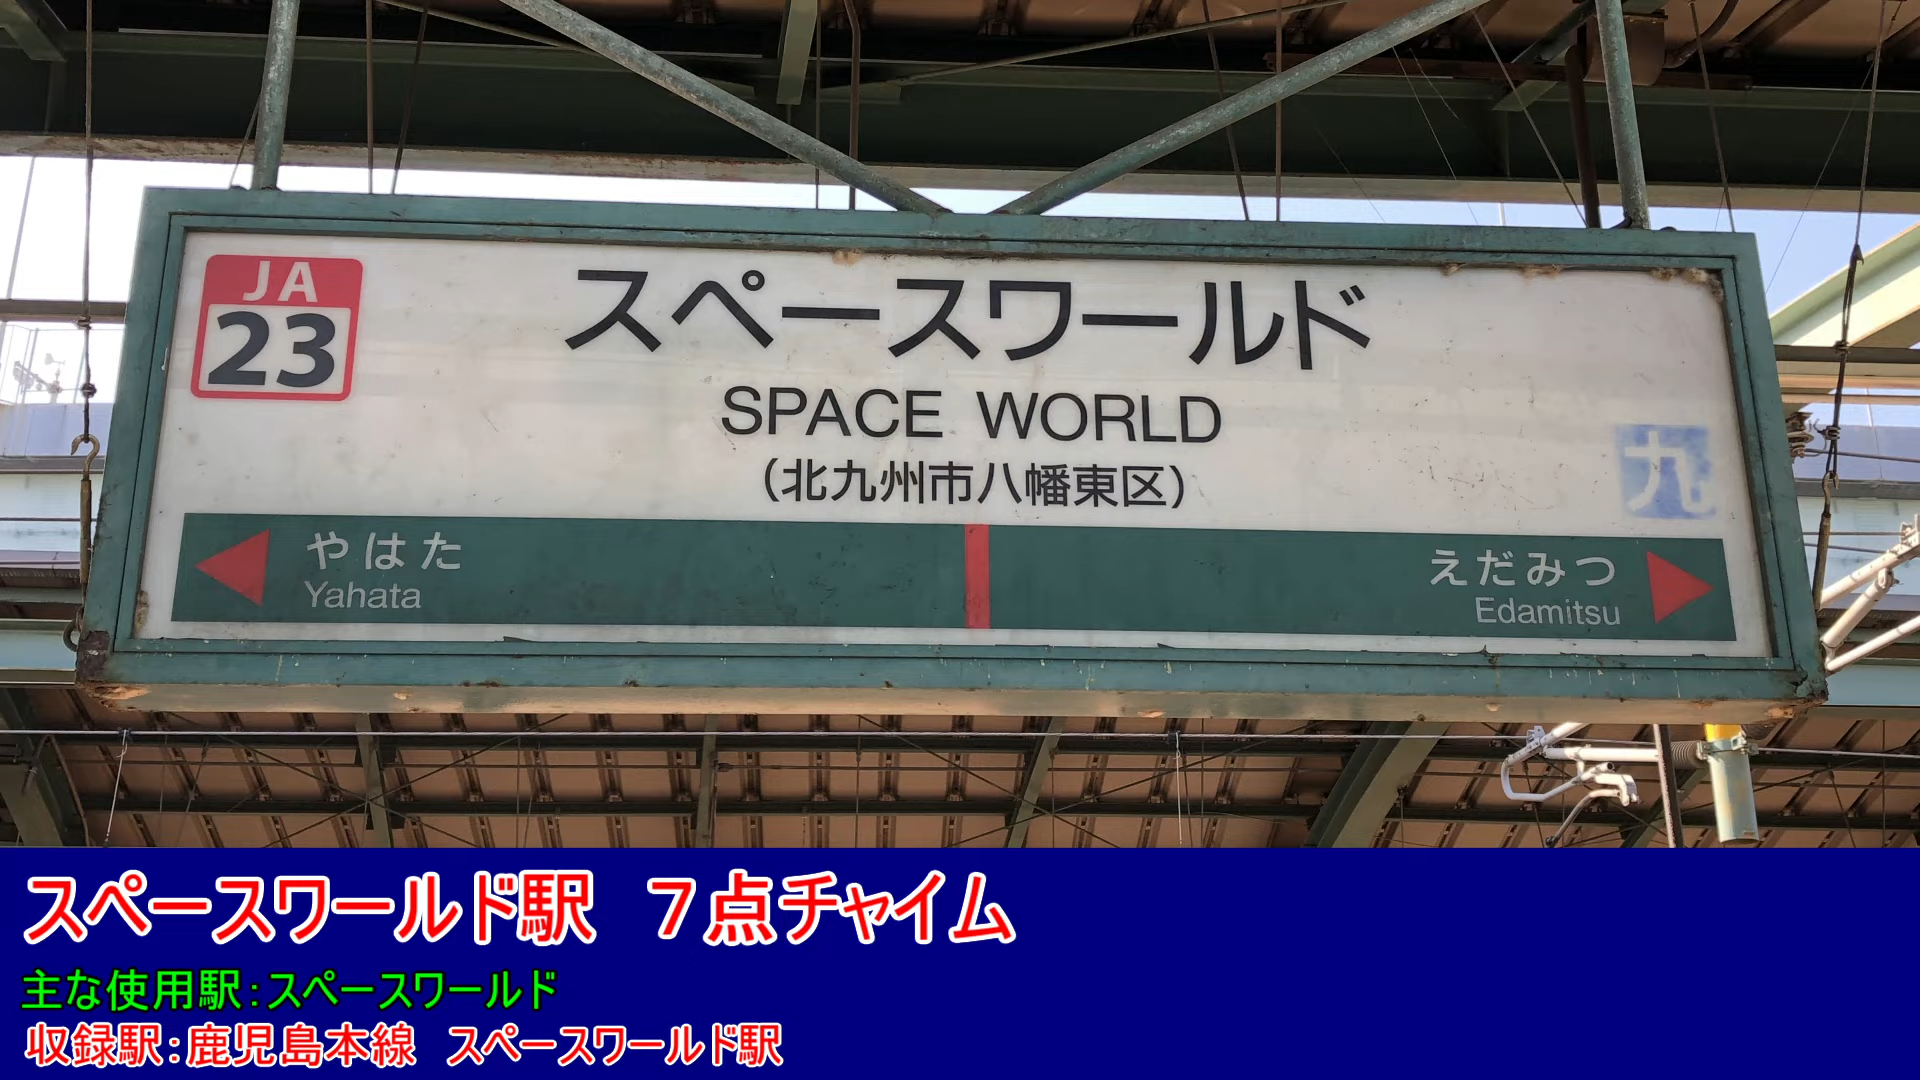 JA
23
スペースワールド
SPACE WORLD
(北九州市八幡東区)
九
やはた
Yahata
えだみつ
Edamitsu
スペースワールド駅　７点チャイム
主な使用駅：スペースワールド
収録駅：鹿児島本線　スペースワールド駅